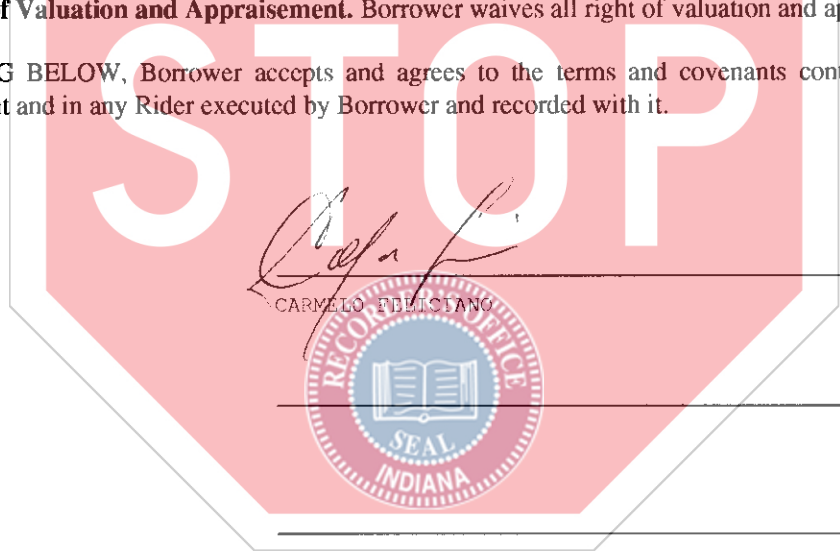 of Valuation and Appraisement. Borrower waives all right of valuation and ap
G BELOW, Borrower accepts and agrees to the terms and covenants cont
t and in any Rider executed by Borrower and recorded with it.
STOP
CARMELO FELICIANO
RECORDER'S OFFICE
SEAL
INDIANA